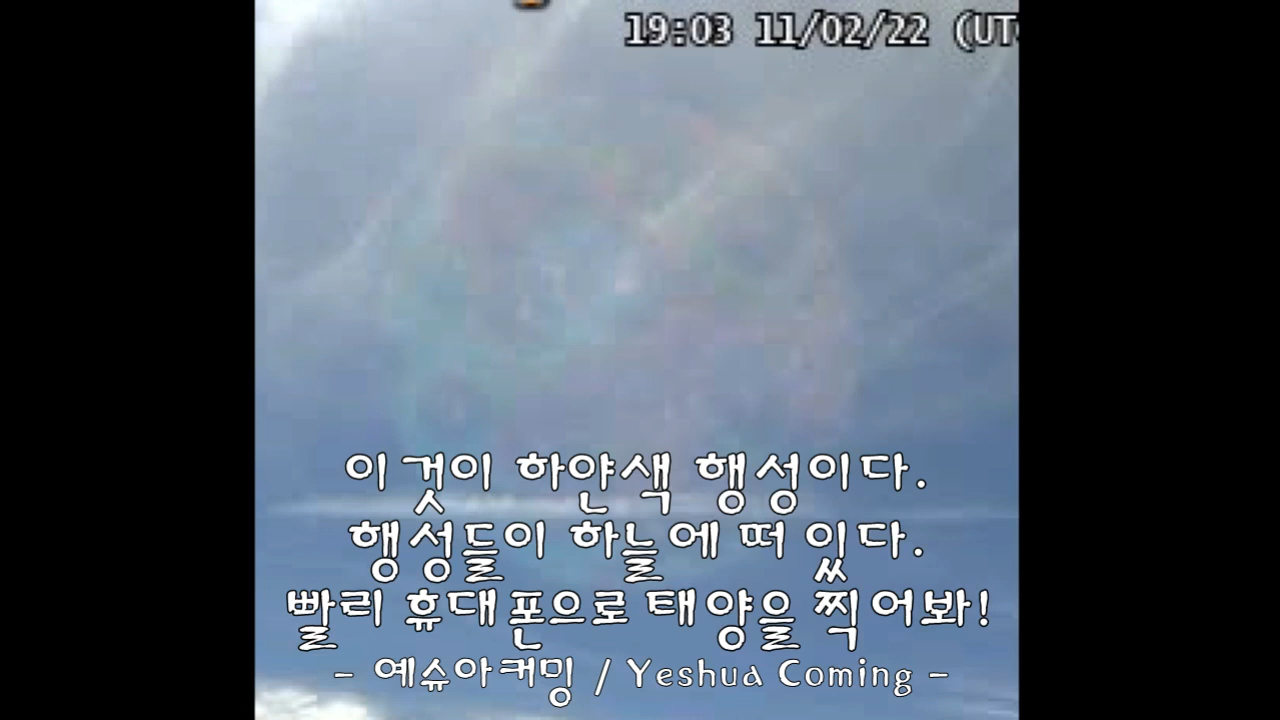 19:03 11/02/22 (UT
이것이 하얀색 행성이다.
행성들이 하늘에 떠 있다.
빨리 휴대폰으로 태양을 찍어봐!
- 예슈아커밍 / Yeshua Coming -